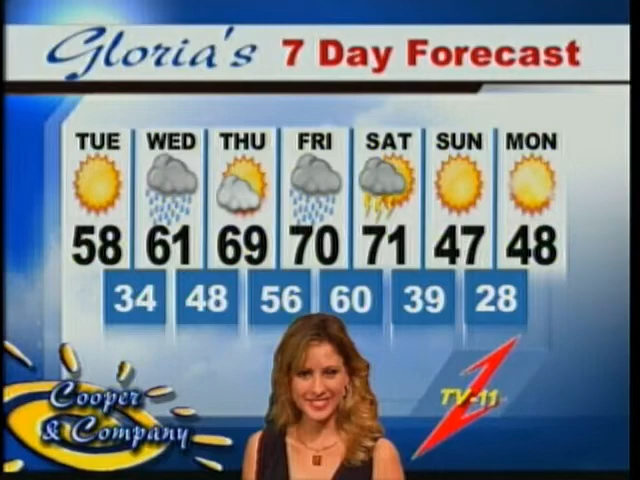 Gloria's 7 Day Forecast
TUE WED THU FRI SAT SUN MON
58 61 69 70 71 47 48
34 48 56 60 39 28
Cooper
& Company
TV-11